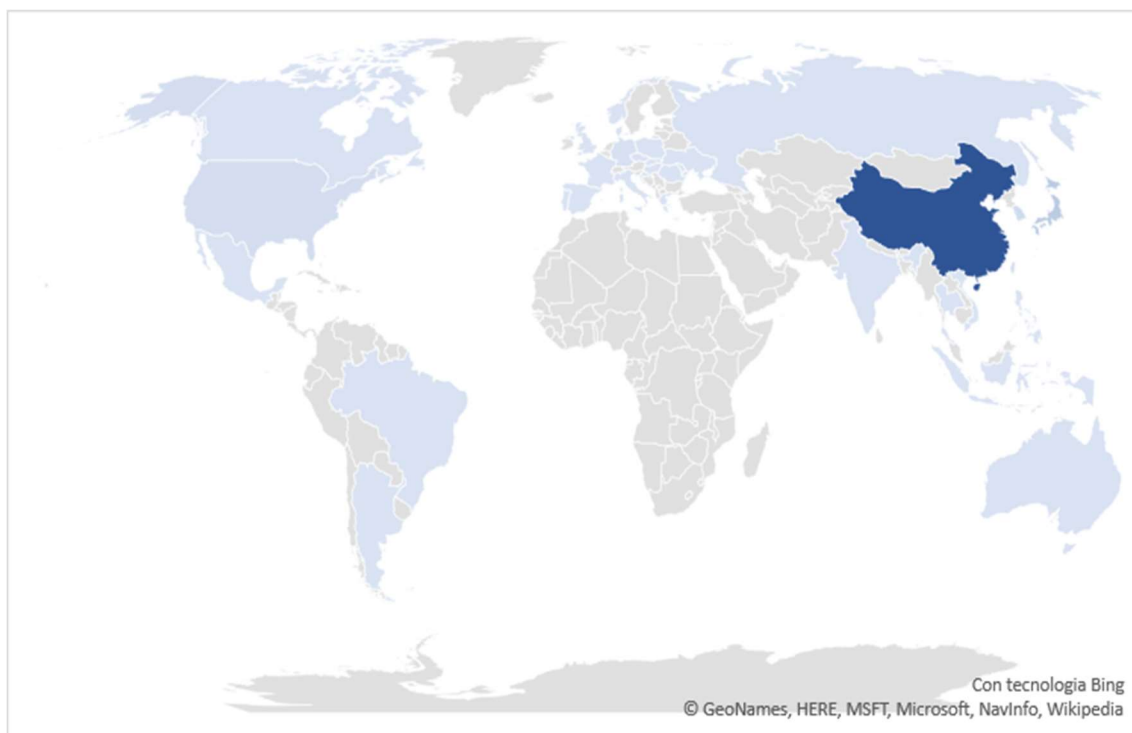 Con tecnologia Bing
© GeoNames, HERE, MSFT, Microsoft, NavInfo, Wikipedia